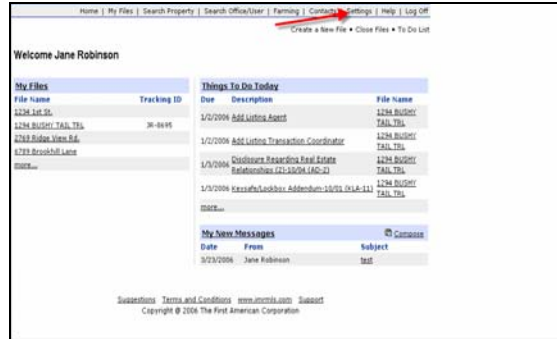 Home | My Files | Search Property | Search Office/User | Farming | Contacts | Settings | Help | Log Off
Create a New File • Close Files • To Do List
Welcome Jane Robinson
My Files
File Name Tracking ID
1234 1st St.
1294 BUSHY TAIL TRL JR-0695
2763 Ridge View Rd.
6789 Brookhill Lane
more...
Things To Do Today
Due Description File Name
1/2/2006 Add Listing Agent 1294 BUSHY
TAIL TRL
1/2/2006 Add Listing Transaction Coordinator 1294 BUSHY
TAIL TRL
1/3/2006 Disclosure Regarding Real Estate
Relationships (2)-10/04 (AD-2) 1294 BUSHY
TAIL TRL
1/3/2006 Keysafe/Lockbox Addendum-10/01 (KLA-11) 1294 BUSHY
TAIL TRL
more...
My New Messages Compose
Date From Subject
3/23/2006 Jane Robinson test
Suggestions Terms and Conditions www.imrmls.com Support
Copyright @ 2006 The First American Corporation